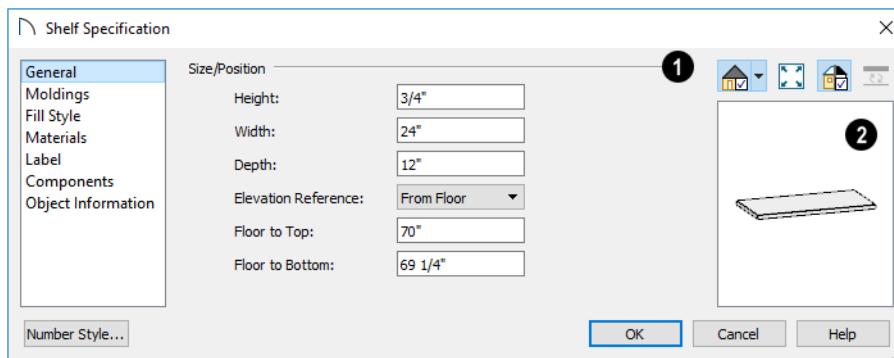 Shelf Specification
General
Moldings
Fill Style
Materials
Label
Components
Object Information
Size/Position
1
Height: 3/4"
Width: 24"
Depth: 12"
Elevation Reference: From Floor
Floor to Top: 70"
Floor to Bottom: 69 1/4"
2
Number Style...
OK
Cancel
Help